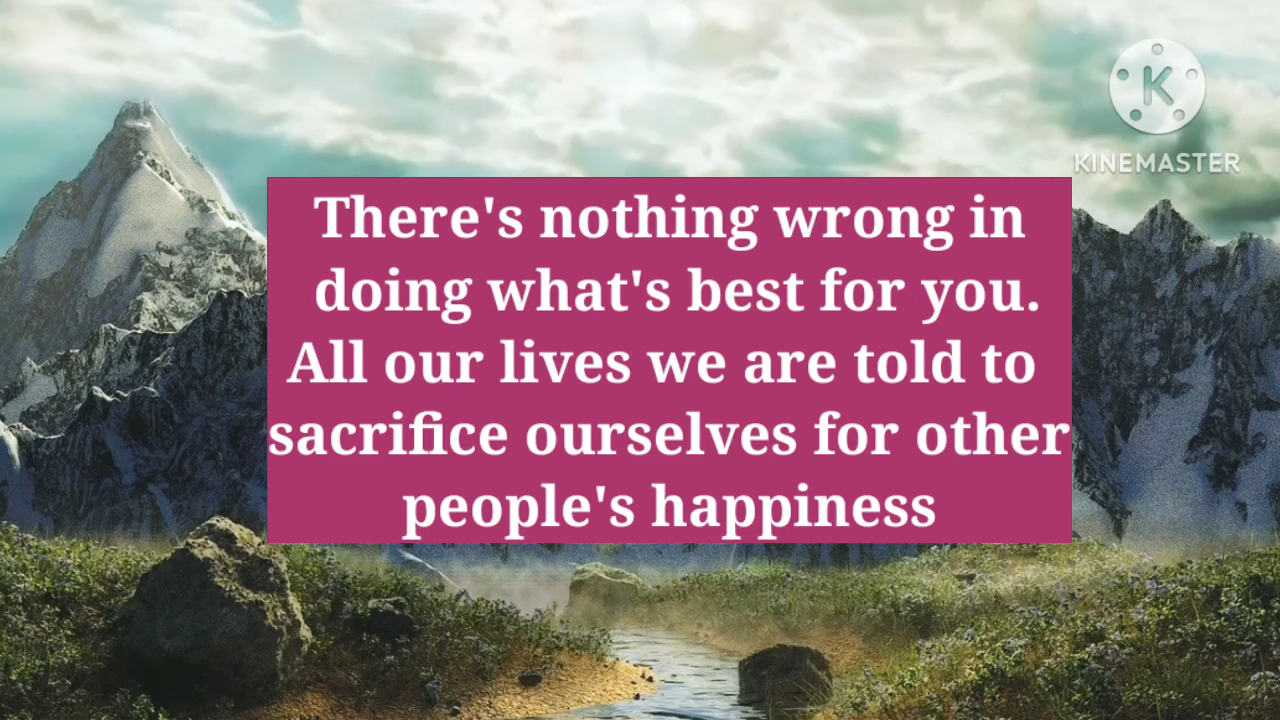 KINEMASTER
There's nothing wrong in
doing what's best for you.
All our lives we are told to
sacrifice ourselves for other
people's happiness